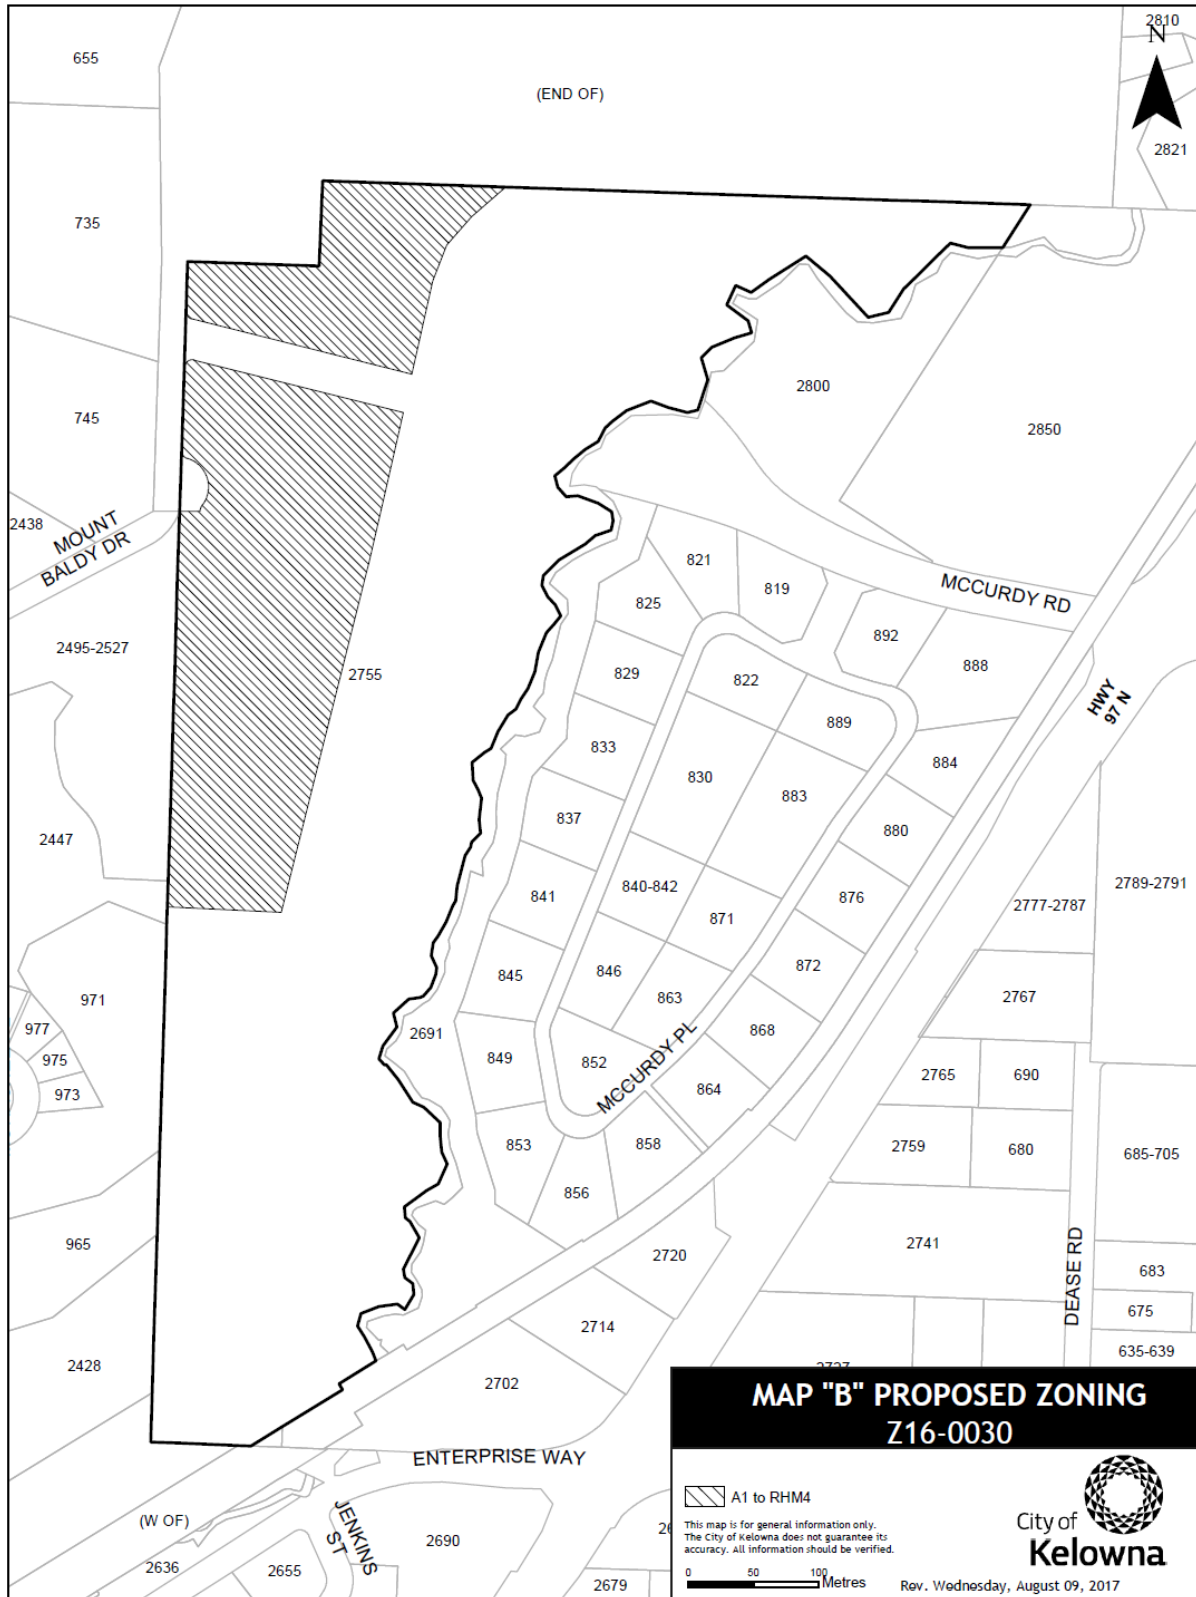 2810
N
655
(END OF)
2821
735
2800
2850
745
2438
MOUNT
BALDY DR
821
819
MCCURDY RD
825
892
2495-2527
888
829
822
2755
HWY
97 N
889
833
884
830
883
837
880
2447
2789-2791
840-842
841
876
2777-2787
871
845
846
872
971
863
2767
977
2691
868
975
849
852
MCCURDY PL
2765
690
973
864
853
858
2759
680
685-705
856
965
2741
2720
DEASE RD
683
675
2714
635-639
2428
2702
MAP "B" PROPOSED ZONING
Z16-0030
ENTERPRISE WAY
A1 to RHM4
This map is for general information only.
The City of Kelowna does not guarantee its
accuracy. All information should be verified.
0 50 100 Metres
City of
Kelowna
Rev. Wednesday, August 09, 2017
(W OF)
JENKINS
ST
2690
2636
2655
2679